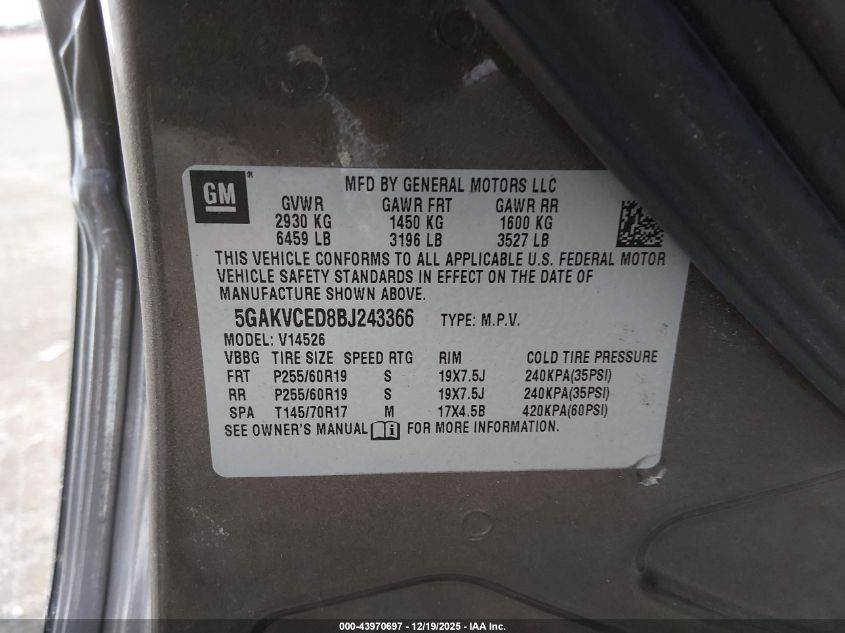 GM
MFD BY GENERAL MOTORS LLC
GVWR GAWR FRT GAWR RR
2930 KG 1450 KG 1600 KG
6459 LB 3196 LB 3527 LB
THIS VEHICLE CONFORMS TO ALL APPLICABLE U.S. FEDERAL MOTOR
VEHICLE SAFETY STANDARDS IN EFFECT ON THE DATE OF
MANUFACTURE SHOWN ABOVE.
5GAKVCED8BJ243366 TYPE: M.P.V.
MODEL: V14526
VBBG TIRE SIZE SPEED RTG RIM COLD TIRE PRESSURE
FRT P255/60R19 S 19X7.5J 240KPA(35PSI)
RR P255/60R19 S 19X7.5J 240KPA(35PSI)
SPA T145/70R17 M 17X4.5B 420KPA(60PSI)
SEE OWNER'S MANUAL FOR MORE INFORMATION.
000-43970697 - 12/19/2025 - IAA Inc.